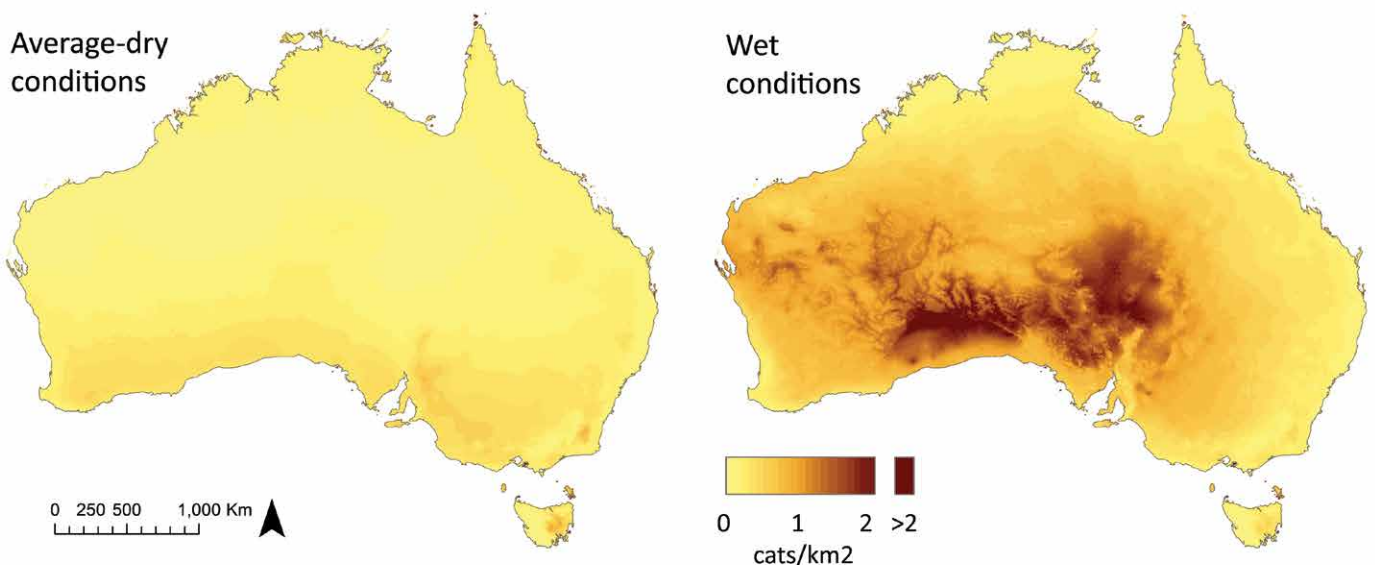 Average-dry
conditions
Wet
conditions
0 250 500 1,000 Km
0 1 2 >2
cats/km2